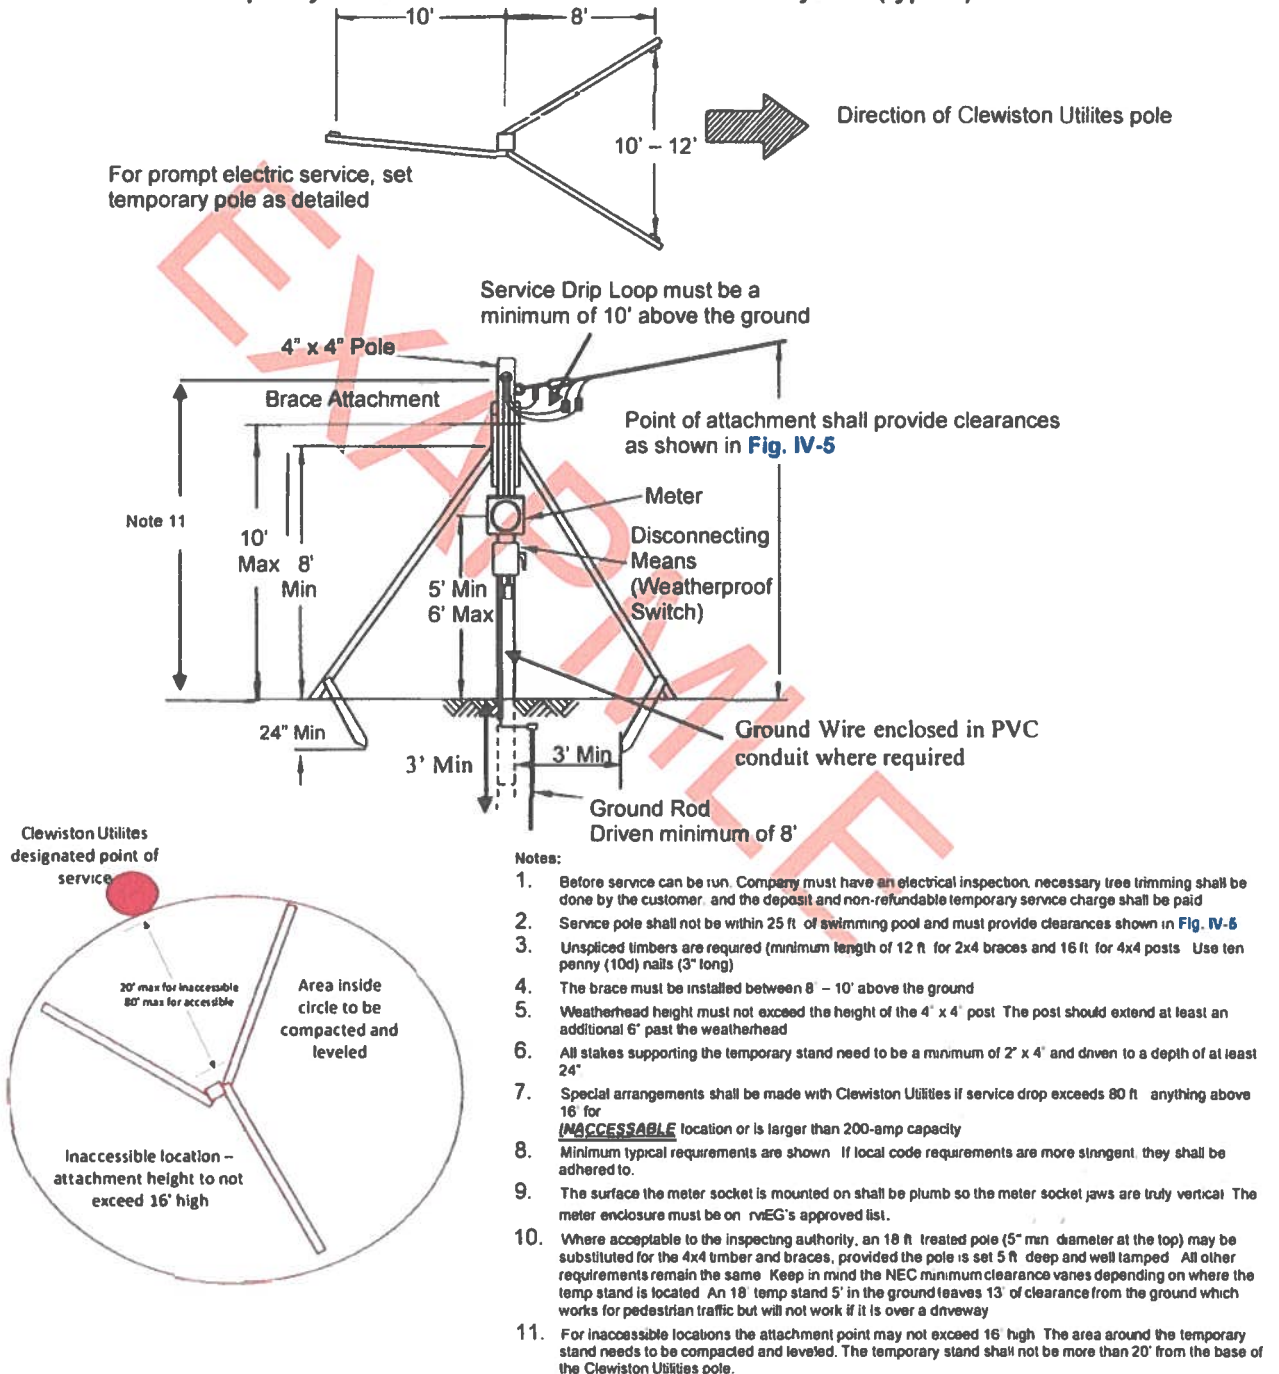 10'
8'
10' – 12'
Direction of Clewiston Utilites pole
For prompt electric service, set
temporary pole as detailed
Service Drip Loop must be a
minimum of 10' above the ground
4" x 4" Pole
Brace Attachment
Point of attachment shall provide clearances
as shown in Fig. IV-5
Note 11
10'
Max
8'
Min
Meter
Disconnecting
Means
(Weatherproof
Switch)
5' Min
6' Max
24" Min
3' Min
3' Min
Ground Wire enclosed in PVC
conduit where required
Ground Rod
Driven minimum of 8'
EXAMPLE
Clewiston Utilites
designated point of
service
20' max for inaccessible
80' max for accessible
Area inside
circle to be
compacted and
leveled
Inaccessible location –
attachment height to not
exceed 16' high
Notes:
1. Before service can be run. Company must have an electrical inspection, necessary tree trimming shall be
done by the customer and the deposit and non-refundable temporary service charge shall be paid
2. Service pole shall not be within 25 ft of swimming pool and must provide clearances shown in Fig. IV-5
3. Unspliced timbers are required (minimum length of 12 ft for 2x4 braces and 16 ft for 4x4 posts Use ten
penny (10d) nails (3" long)
4. The brace must be installed between 8' – 10' above the ground
5. Weatherhead height must not exceed the height of the 4" x 4" post The post should extend at least an
additional 6" past the weatherhead
6. All stakes supporting the temporary stand need to be a minimum of 2" x 4" and driven to a depth of at least
24"
7. Special arrangements shall be made with Clewiston Utilities if service drop exceeds 80 ft anything above
16' for
INACCESSABLE location or is larger than 200-amp capacity
8. Minimum typical requirements are shown If local code requirements are more stringent, they shall be
adhered to.
9. The surface the meter socket is mounted on shall be plumb so the meter socket jaws are truly vertical The
meter enclosure must be on approved list.
10. Where acceptable to the inspecting authority, an 18 ft treated pole (5" min diameter at the top) may be
substituted for the 4x4 timber and braces, provided the pole is set 5 ft deep and well tamped All other
requirements remain the same Keep in mind the NEC minimum clearance varies depending on where the
temp stand is located An 18' temp stand 5' in the ground leaves 13' of clearance from the ground which
works for pedestrian traffic but will not work if it is over a driveway
11. For inaccessible locations the attachment point may not exceed 16' high The area around the temporary
stand needs to be compacted and leveled. The temporary stand shall not be more than 20' from the base of
the Clewiston Utilities pole.